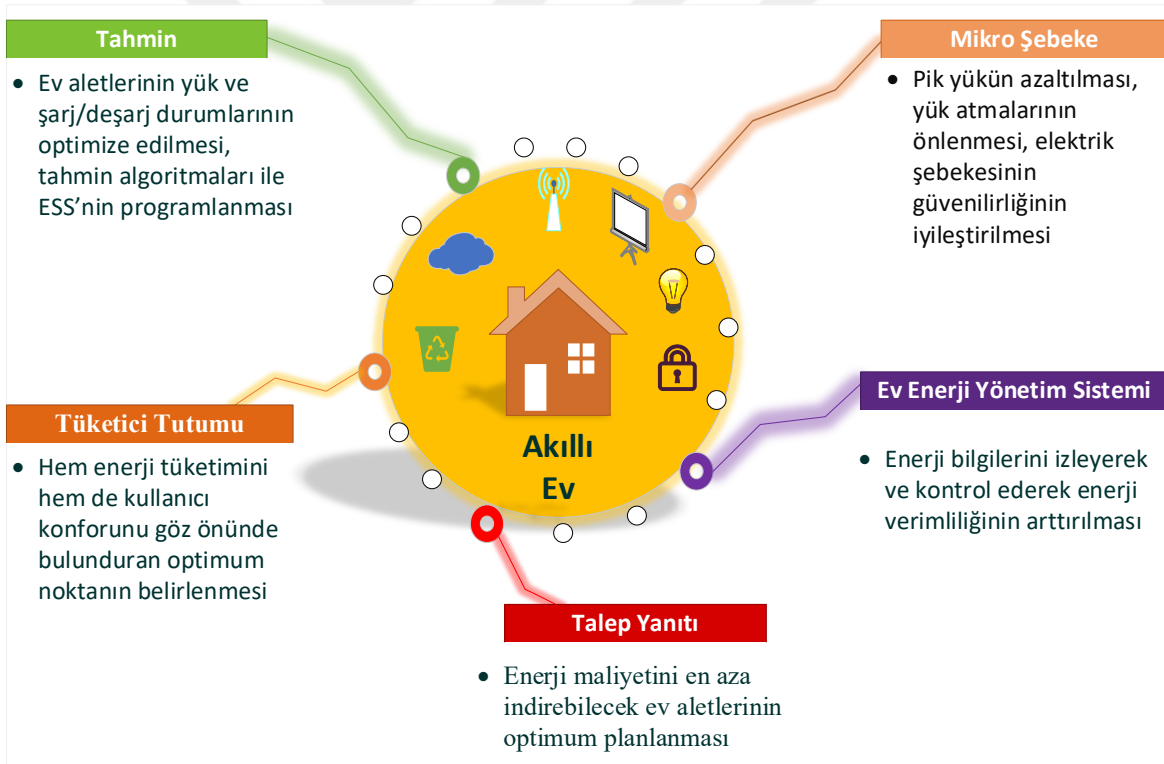 Tahmin
• Ev aletlerinin yük ve
şarj/deşarj durumlarının
optimize edilmesi,
tahmin algoritmaları ile
ESS’nin programlanması
Mikro Şebeke
• Pik yükün azaltılması,
yük atmalarının
önlenmesi, elektrik
şebekesinin
güvenilirliğinin
iyileştirilmesi
Tüketici Tutumu
• Hem enerji tüketimini
hem de kullanıcı
konforunu göz önünde
bulunduran optimum
noktanın belirlenmesi
Akıllı
Ev
Ev Enerji Yönetim Sistemi
• Enerji bilgilerini izleyerek
ve kontrol ederek enerji
verimliliğinin arttırılması
Talep Yanıtı
• Enerji maliyetini en aza
indirebilecek ev aletlerinin
optimum planlanması